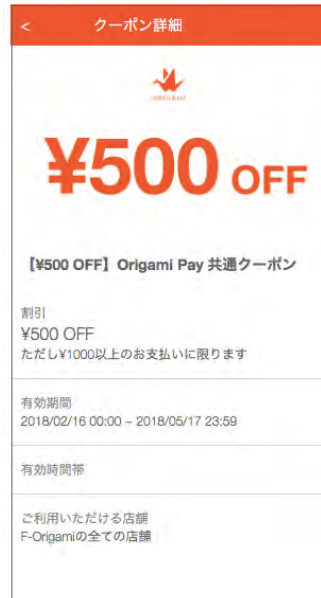 < クーポン詳細
ORIGAMI
¥500 OFF
【¥500 OFF】Origami Pay 共通クーポン
割引
¥500 OFF
ただし¥1000以上のお支払いに限ります
有効期間
2018/02/16 00:00 ~ 2018/05/17 23:59
有効時間帯
ご利用いただける店舗
F-Origamiの全ての店舗